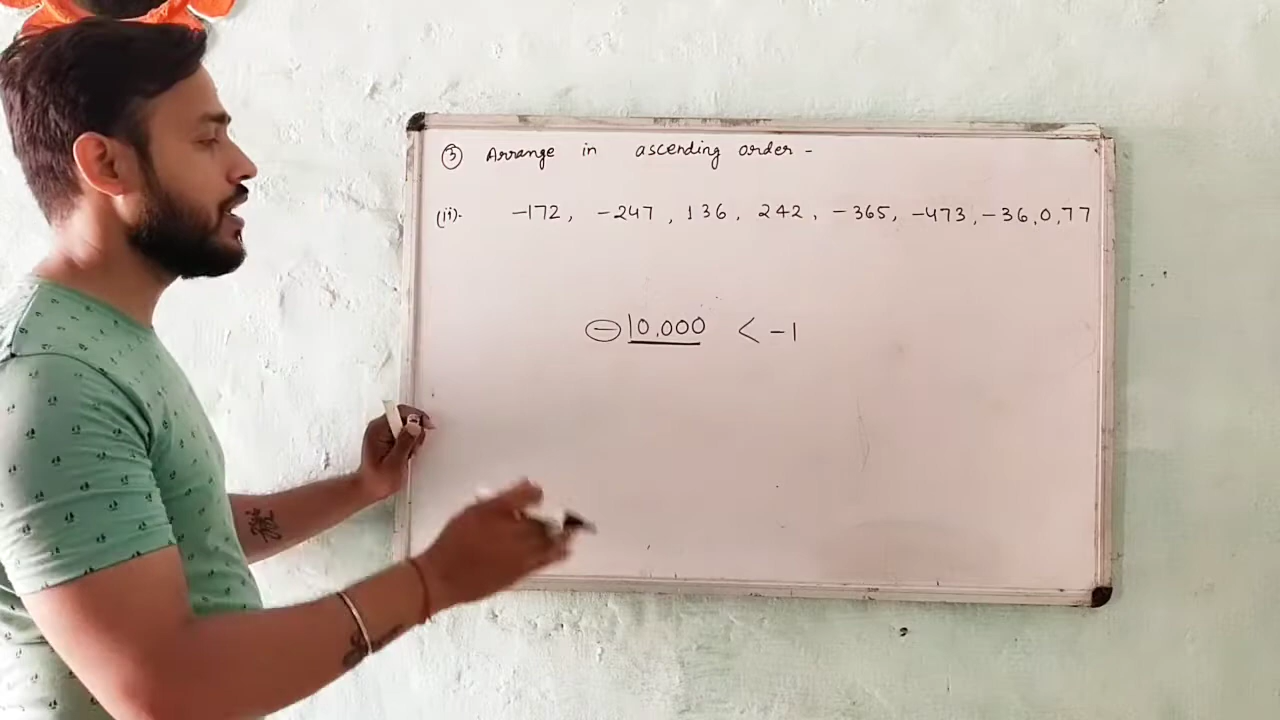 ③ Arrange in ascending order -
(ii). -172, -247, 136, 242, -365, -473, -36, 0, 77
-10,000 < -1